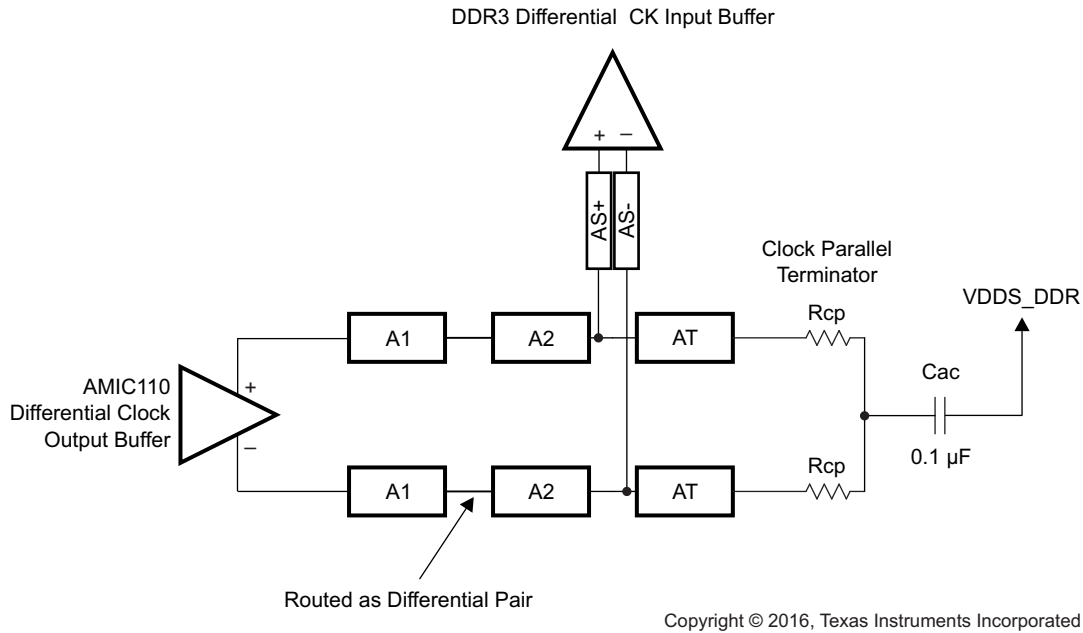 DDR3 Differential CK Input Buffer
+ –
AS+
AS-
Clock Parallel
Terminator
VDDS_DDR
Rcp
A1
A2
AT
Cac
AMIC110
Differential Clock
Output Buffer
+
–
0.1 µF
Rcp
A1
A2
AT
Routed as Differential Pair
Copyright © 2016, Texas Instruments Incorporated